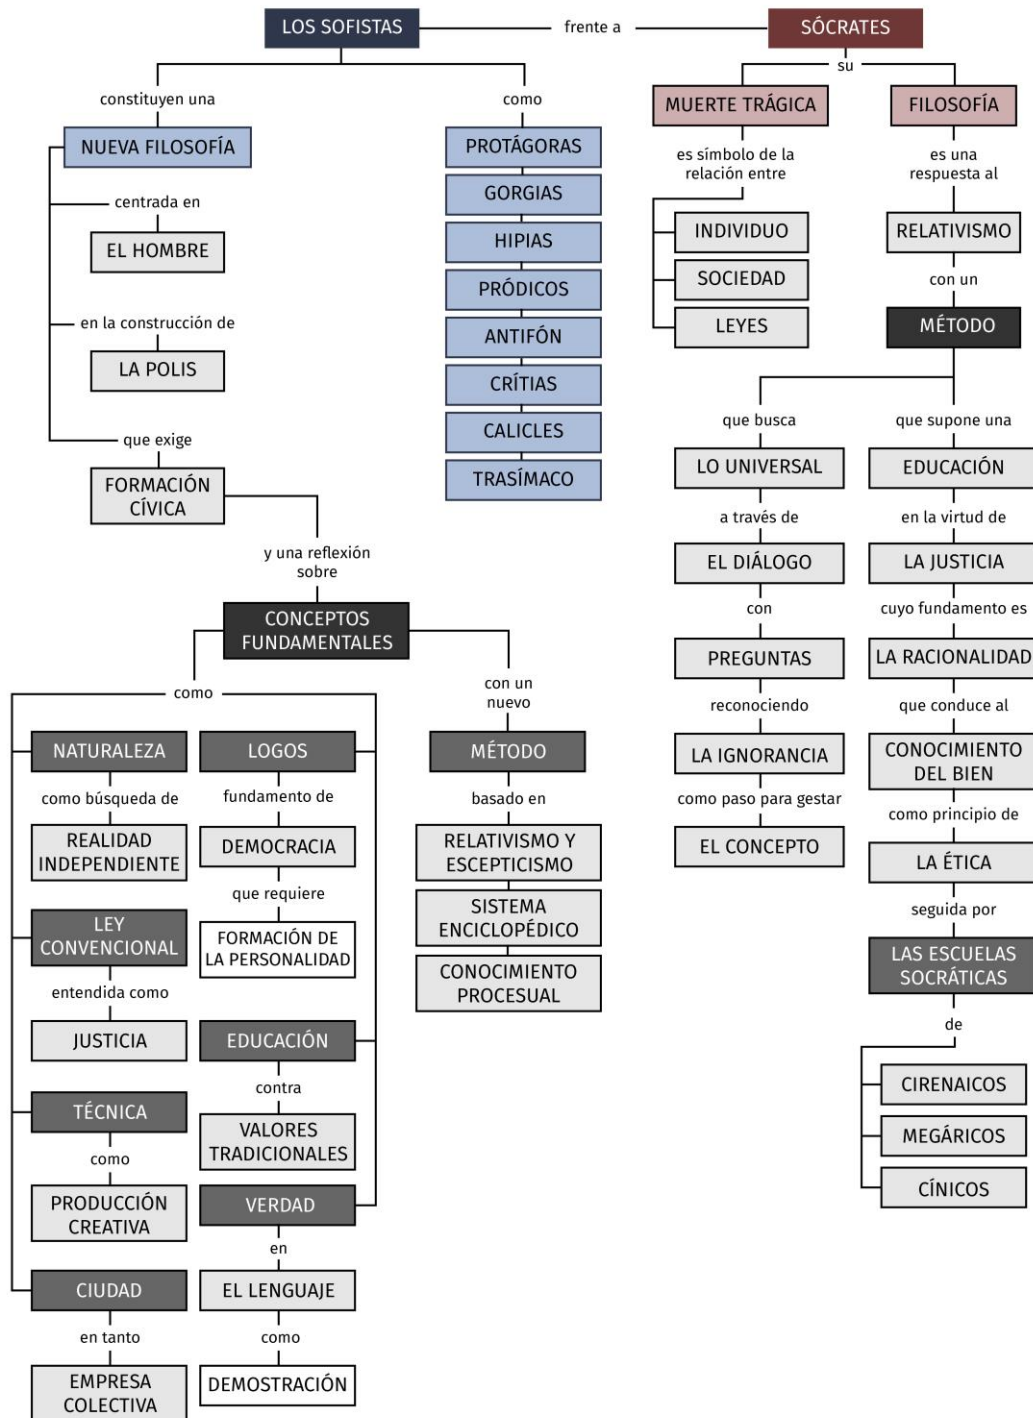 LOS SOFISTAS
frente a
SÓCRATES
constituyen una
NUEVA FILOSOFÍA
centrada en
EL HOMBRE
en la construcción de
LA POLIS
que exige
FORMACIÓN
CÍVICA
y una reflexión
sobre
CONCEPTOS
FUNDAMENTALES
como
NATURALEZA
como búsqueda de
REALIDAD
INDEPENDIENTE
LEY
CONVENCIONAL
entendida como
JUSTICIA
TÉCNICA
como
PRODUCCIÓN
CREATIVA
CIUDAD
en tanto
EMPRESA
COLECTIVA
LOGOS
fundamento de
DEMOCRACIA
que requiere
FORMACIÓN DE
LA PERSONALIDAD
EDUCACIÓN
contra
VALORES
TRADICIONALES
VERDAD
en
EL LENGUAJE
como
DEMOSTRACIÓN
con un
nuevo
MÉTODO
basado en
RELATIVISMO Y
ESCEPTICISMO
SISTEMA
ENCICLOPÉDICO
CONOCIMIENTO
PROCESUAL
como
PROTÁGORAS
GORGIAS
HIPIAS
PRÓDICOS
ANTIFÓN
CRÍTIAS
CALICLES
TRASÍMACO
su
MUERTE TRÁGICA
es símbolo de la
relación entre
INDIVIDUO
SOCIEDAD
LEYES
FILOSOFÍA
es una
respuesta al
RELATIVISMO
con un
MÉTODO
que busca
LO UNIVERSAL
a través de
EL DIÁLOGO
con
PREGUNTAS
reconociendo
LA IGNORANCIA
como paso para gestar
EL CONCEPTO
que supone una
EDUCACIÓN
en la virtud de
LA JUSTICIA
cuyo fundamento es
LA RACIONALIDAD
que conduce al
CONOCIMIENTO
DEL BIEN
como principio de
LA ÉTICA
seguida por
LAS ESCUELAS
SOCRÁTICAS
de
CIRENAICOS
MEGÁRICOS
CÍNICOS